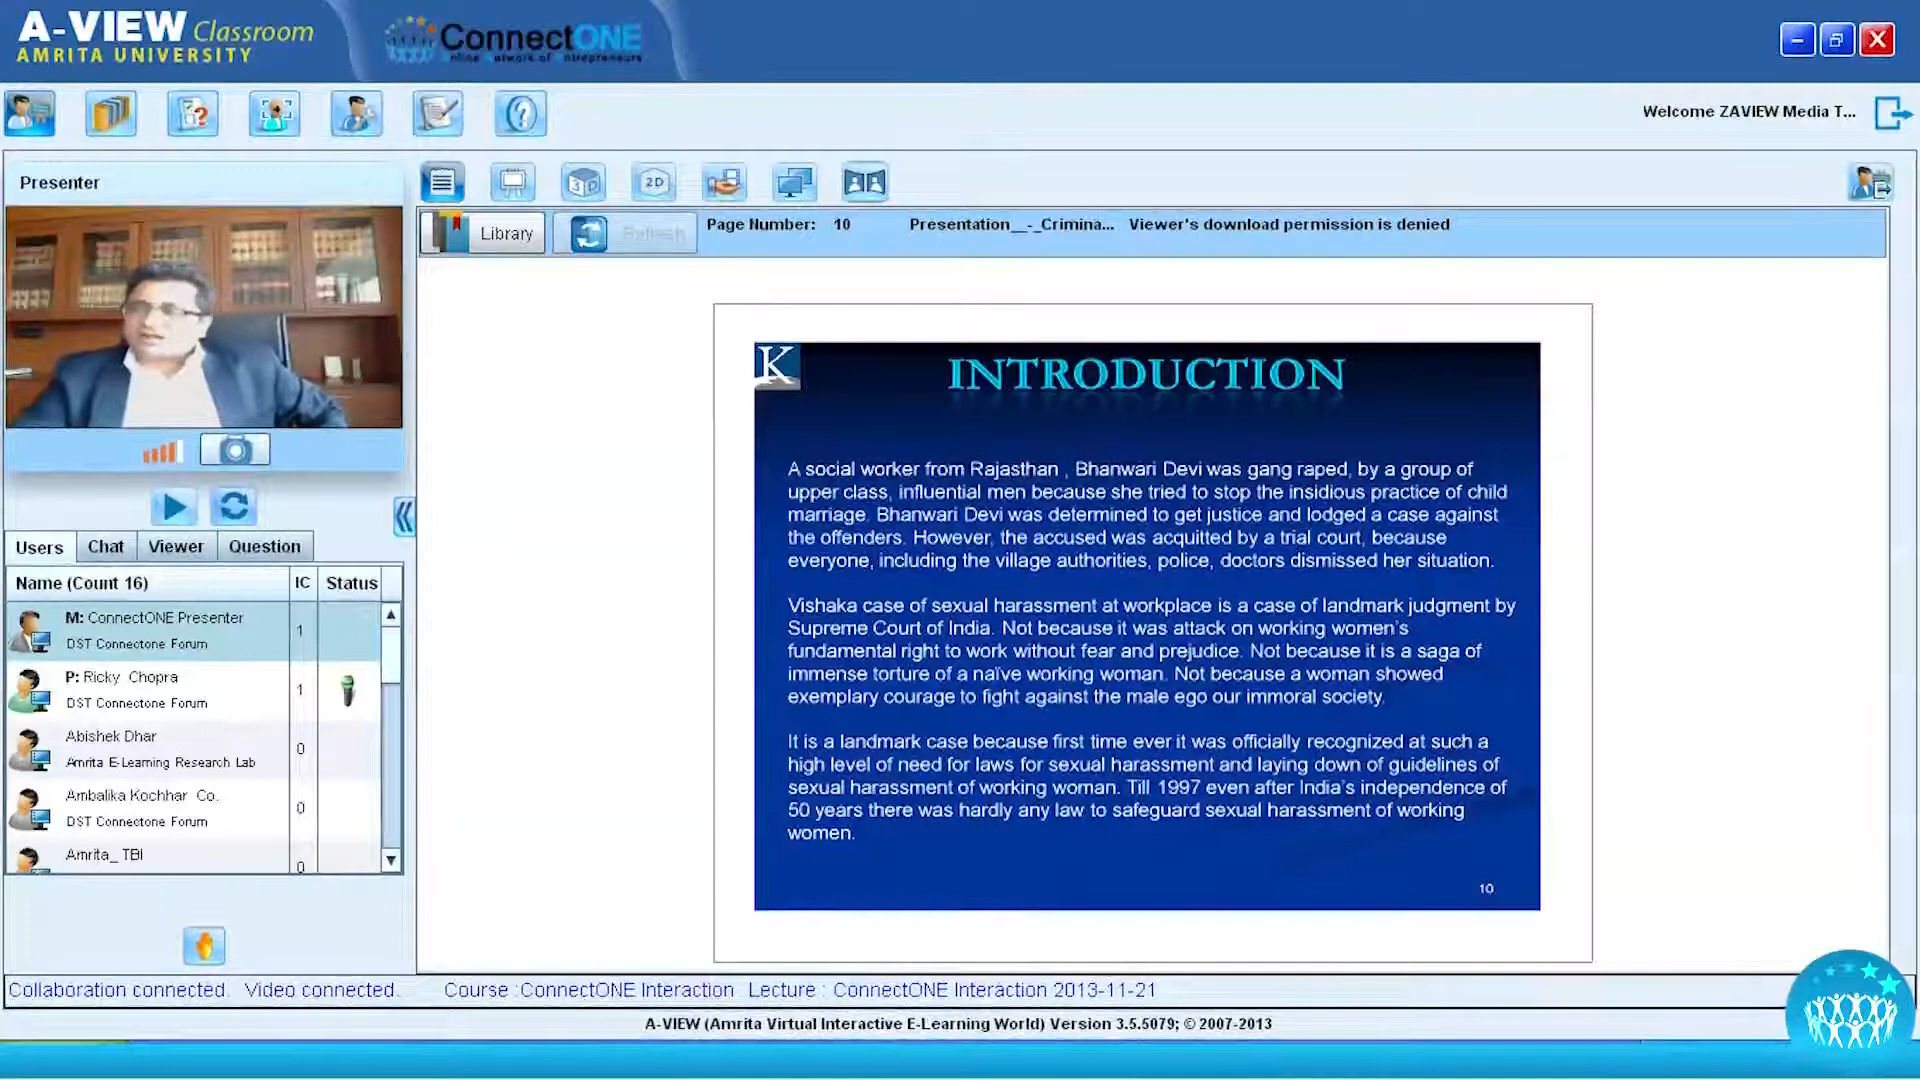 A-VIEW Classroom
AMRITA UNIVERSITY
ConnectONE
Online Network of Entrepreneurs
Welcome ZAVIEW Media T...
Presenter
3D
2D
Library
Refresh
Page Number: 10
Presentation__-_Crimina...
Viewer's download permission is denied
K
INTRODUCTION
A social worker from Rajasthan , Bhanwari Devi was gang raped, by a group of
upper class, influential men because she tried to stop the insidious practice of child
marriage. Bhanwari Devi was determined to get justice and lodged a case against
the offenders. However, the accused was acquitted by a trial court, because
everyone, including the village authorities, police, doctors dismissed her situation.
Vishaka case of sexual harassment at workplace is a case of landmark judgment by
Supreme Court of India. Not because it was attack on working women's
fundamental right to work without fear and prejudice. Not because it is a saga of
immense torture of a naïve working woman. Not because a woman showed
exemplary courage to fight against the male ego our immoral society.
It is a landmark case because first time ever it was officially recognized at such a
high level of need for laws for sexual harassment and laying down of guidelines of
sexual harassment of working woman. Till 1997 even after India's independence of
50 years there was hardly any law to safeguard sexual harassment of working
women.
10
Users Chat Viewer Question
Name (Count 16) IC Status
M: ConnectONE Presenter
DST Connectone Forum
1
P: Ricky Chopra
DST Connectone Forum
1
Abishek Dhar
Amrita E-Learning Research Lab
0
Ambalika Kochhar Co.
DST Connectone Forum
0
Amrita_ TBI
0
Collaboration connected. Video connected. Course :ConnectONE Interaction Lecture : ConnectONE Interaction 2013-11-21
A-VIEW (Amrita Virtual Interactive E-Learning World) Version 3.5.5079; © 2007-2013